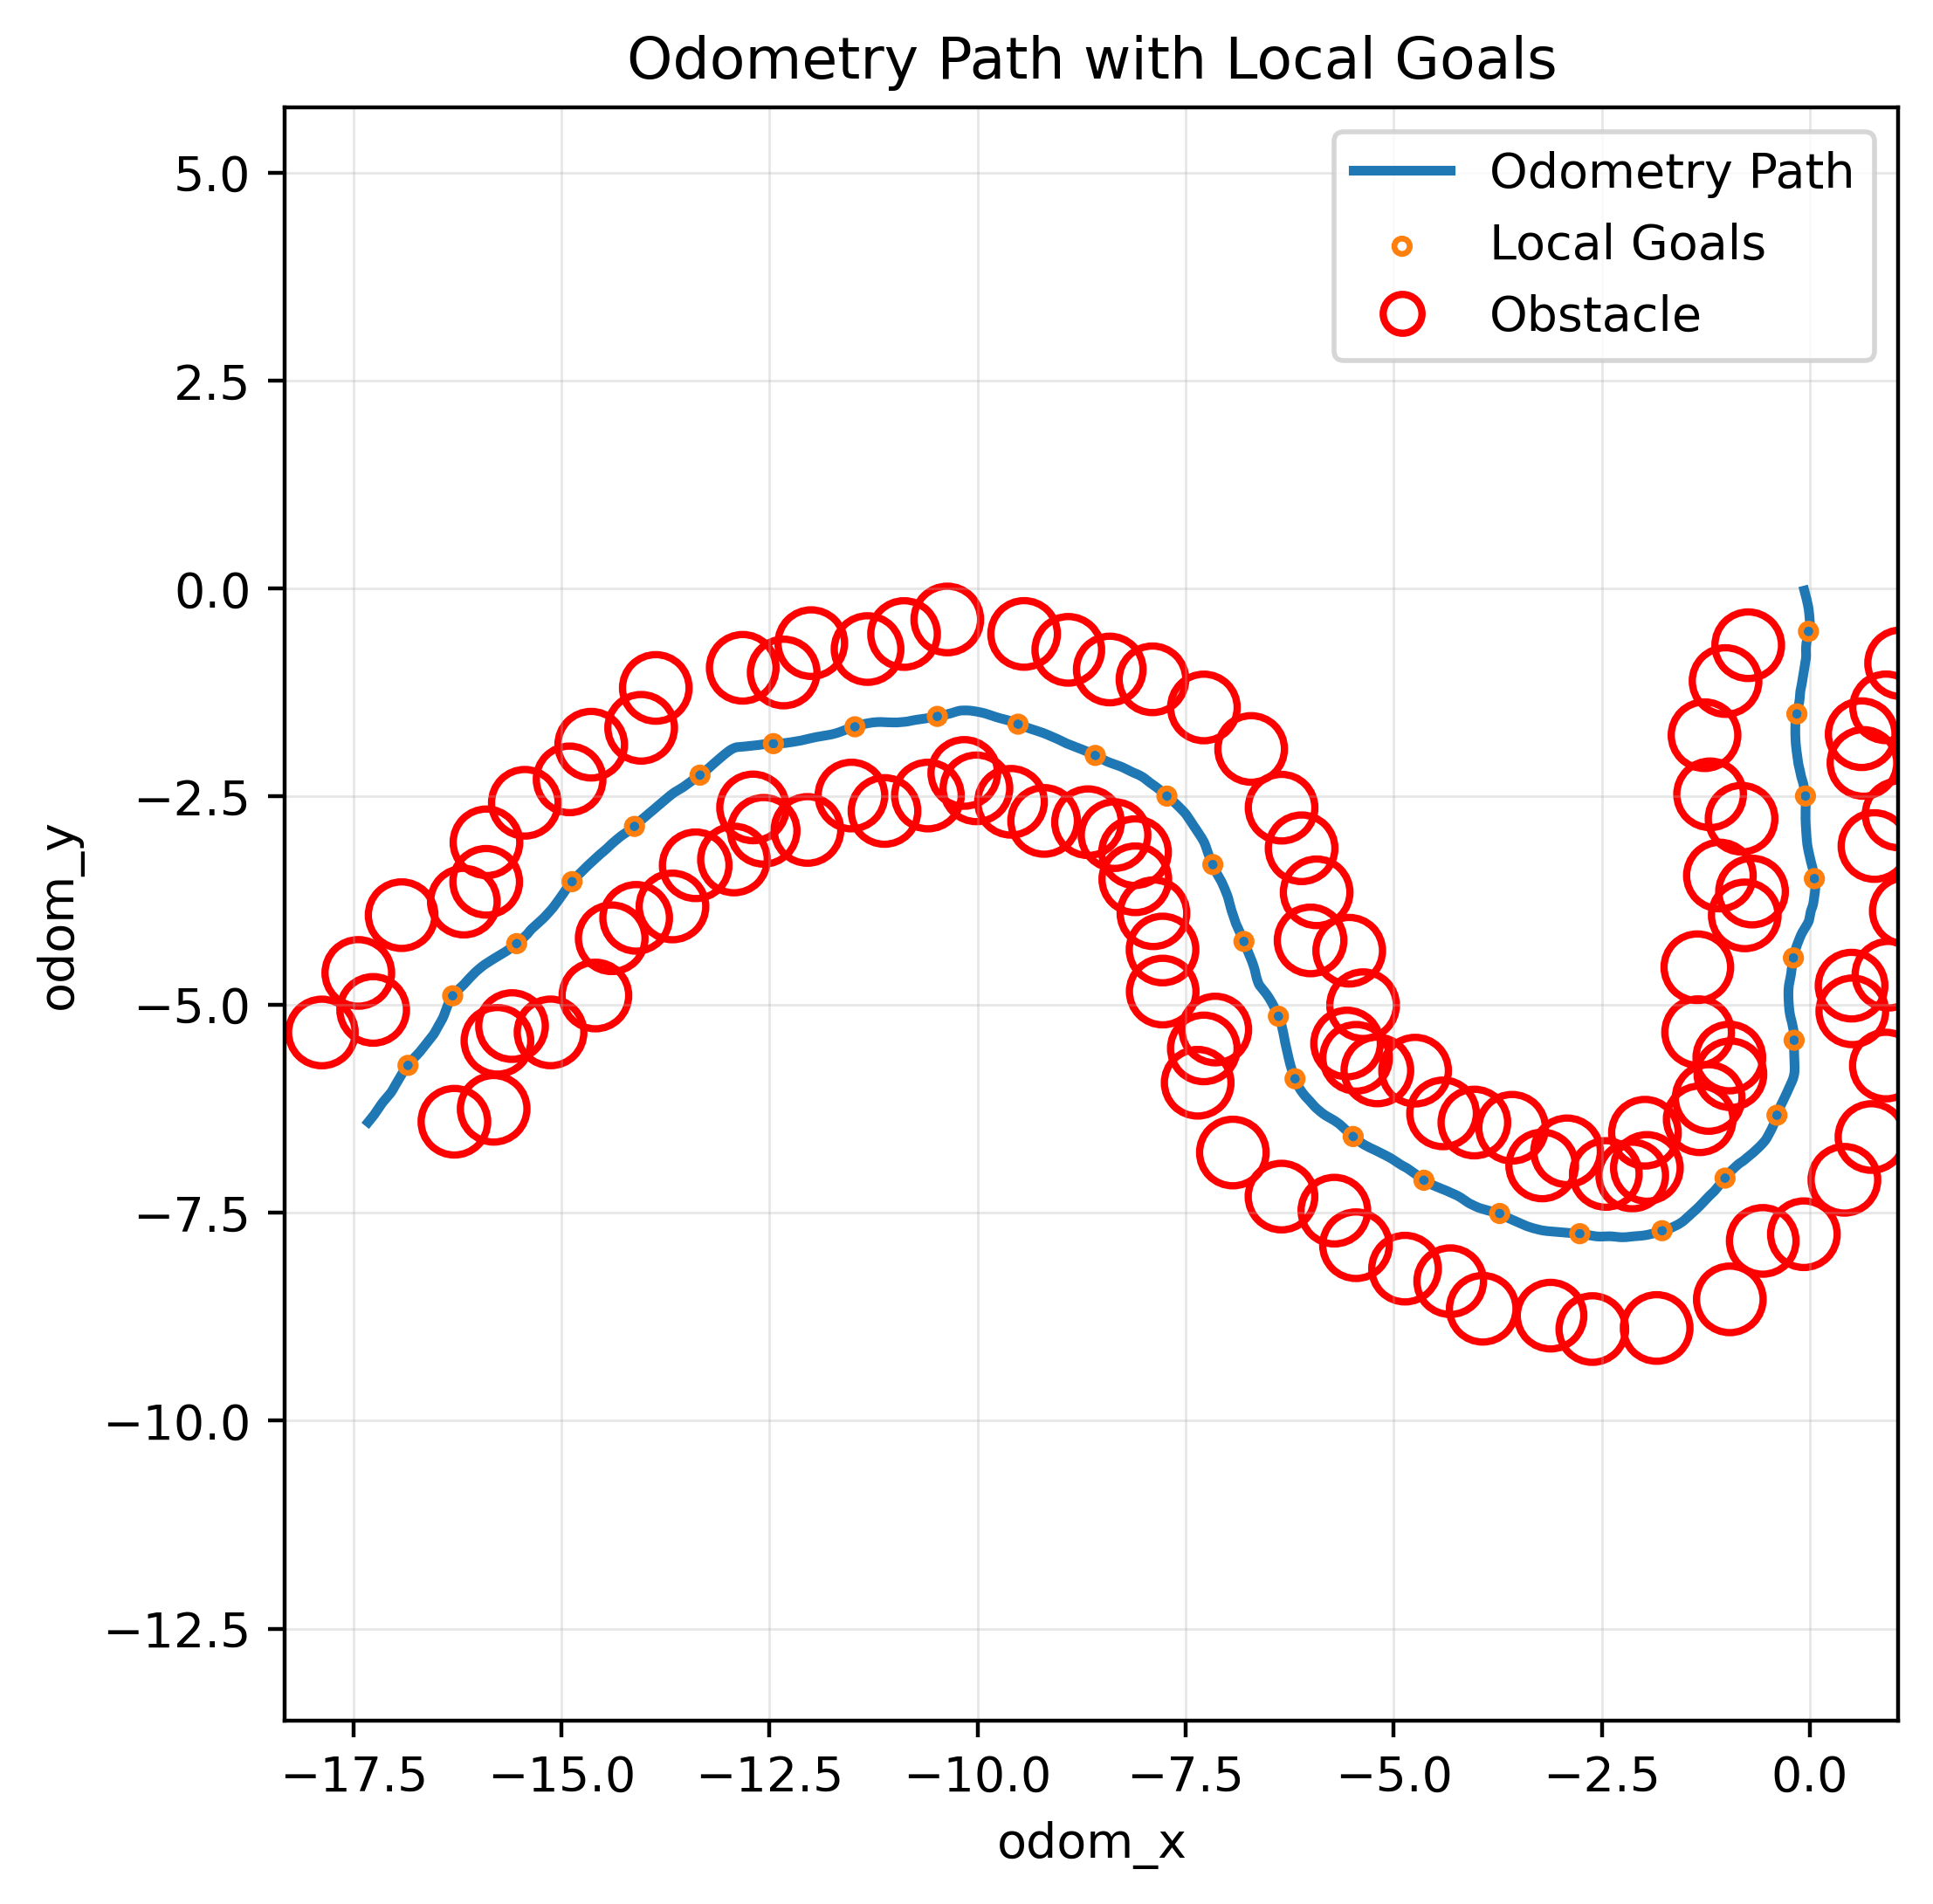 Odometry Path with Local Goals
Odometry Path
Local Goals
Obstacle
5.0
2.5
0.0
−2.5
−5.0
−7.5
−10.0
−12.5
odom_y
−17.5 −15.0 −12.5 −10.0 −7.5 −5.0 −2.5 0.0
odom_x